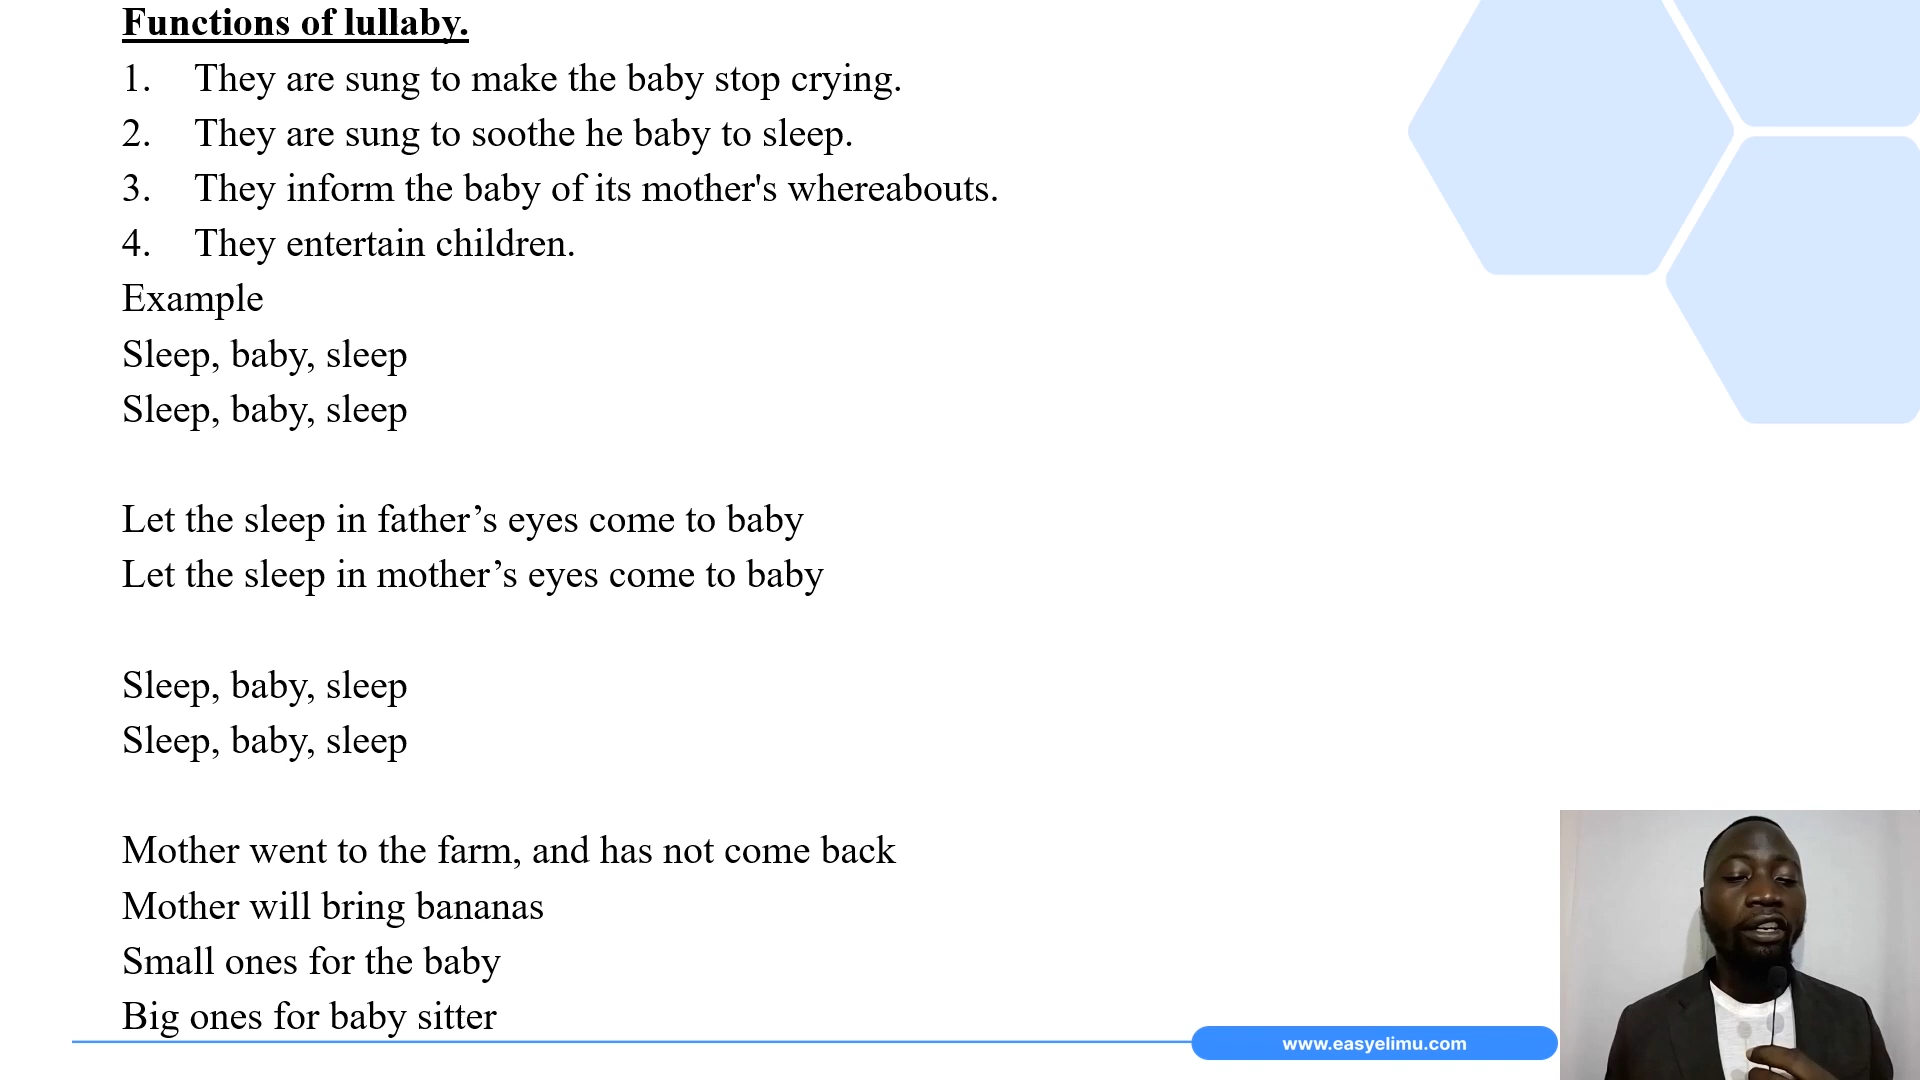 Functions of lullaby.
1. They are sung to make the baby stop crying.
2. They are sung to soothe he baby to sleep.
3. They inform the baby of its mother's whereabouts.
4. They entertain children.
Example
Sleep, baby, sleep
Sleep, baby, sleep
Let the sleep in father’s eyes come to baby
Let the sleep in mother’s eyes come to baby
Sleep, baby, sleep
Sleep, baby, sleep
Mother went to the farm, and has not come back
Mother will bring bananas
Small ones for the baby
Big ones for baby sitter
www.easyelimu.com